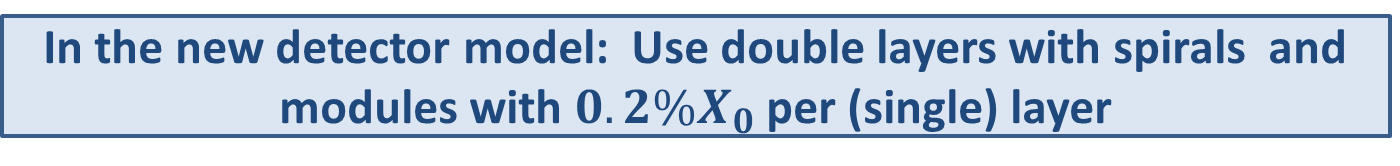 In the new detector model:  Use double layers with spirals  and
modules with 0.2%X₀ per (single) layer